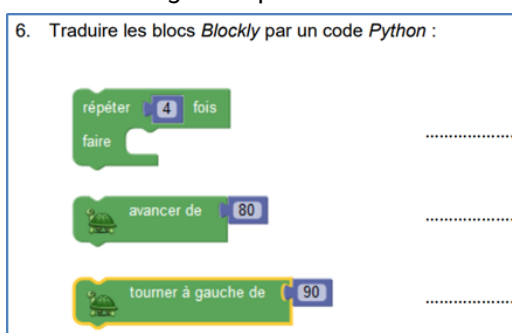 6. Traduire les blocs Blockly par un code Python :
répéter 4 fois
faire
....................
avancer de 80
....................
tourner à gauche de 90
....................